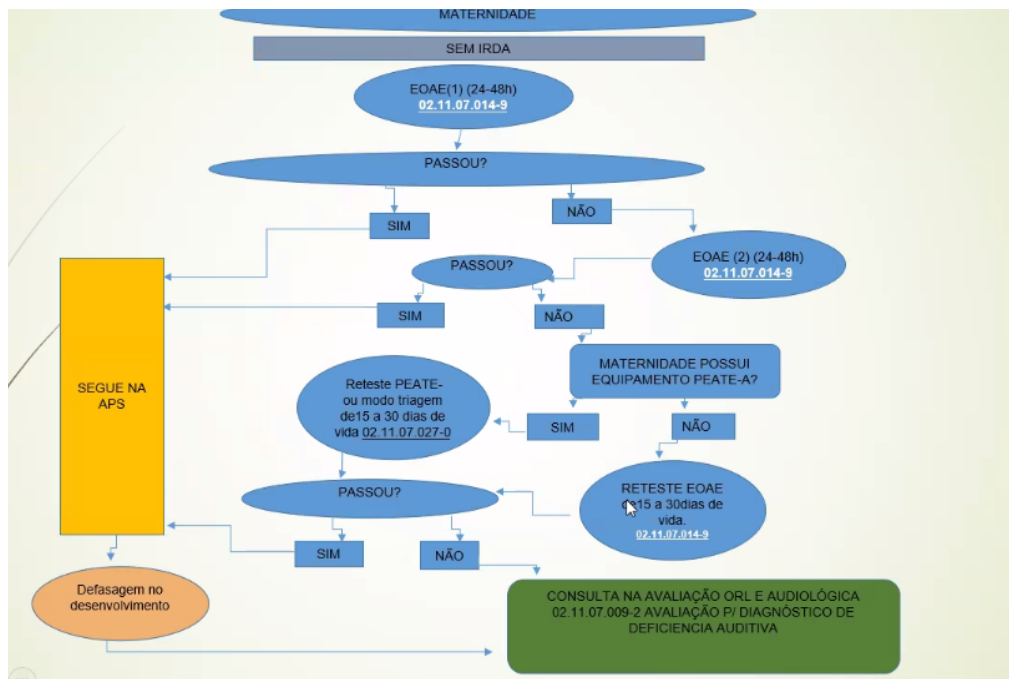 MATERNIDADE
SEM IRDA
EOAE(1) (24-48h)
02.11.07.014-9
PASSOU?
NÃO
SIM
EOAE (2) (24-48h)
02.11.07.014-9
PASSOU?
SIM
NÃO
MATERNIDADE POSSUI
EQUIPAMENTO PEATE-A?
SEGUE NA
APS
Reteste PEATE-
ou modo triagem
de15 a 30 dias de
vida 02.11.07.027-0
SIM
NÃO
PASSOU?
RETESTE EOAE
de15 a 30dias de
vida.
02.11.07.014-9
SIM
NÃO
Defasagem no
desenvolvimento
CONSULTA NA AVALIAÇÃO ORL E AUDIOLÓGICA
02.11.07.009-2 AVALIAÇÃO P/ DIAGNÓSTICO DE
DEFICIENCIA AUDITIVA